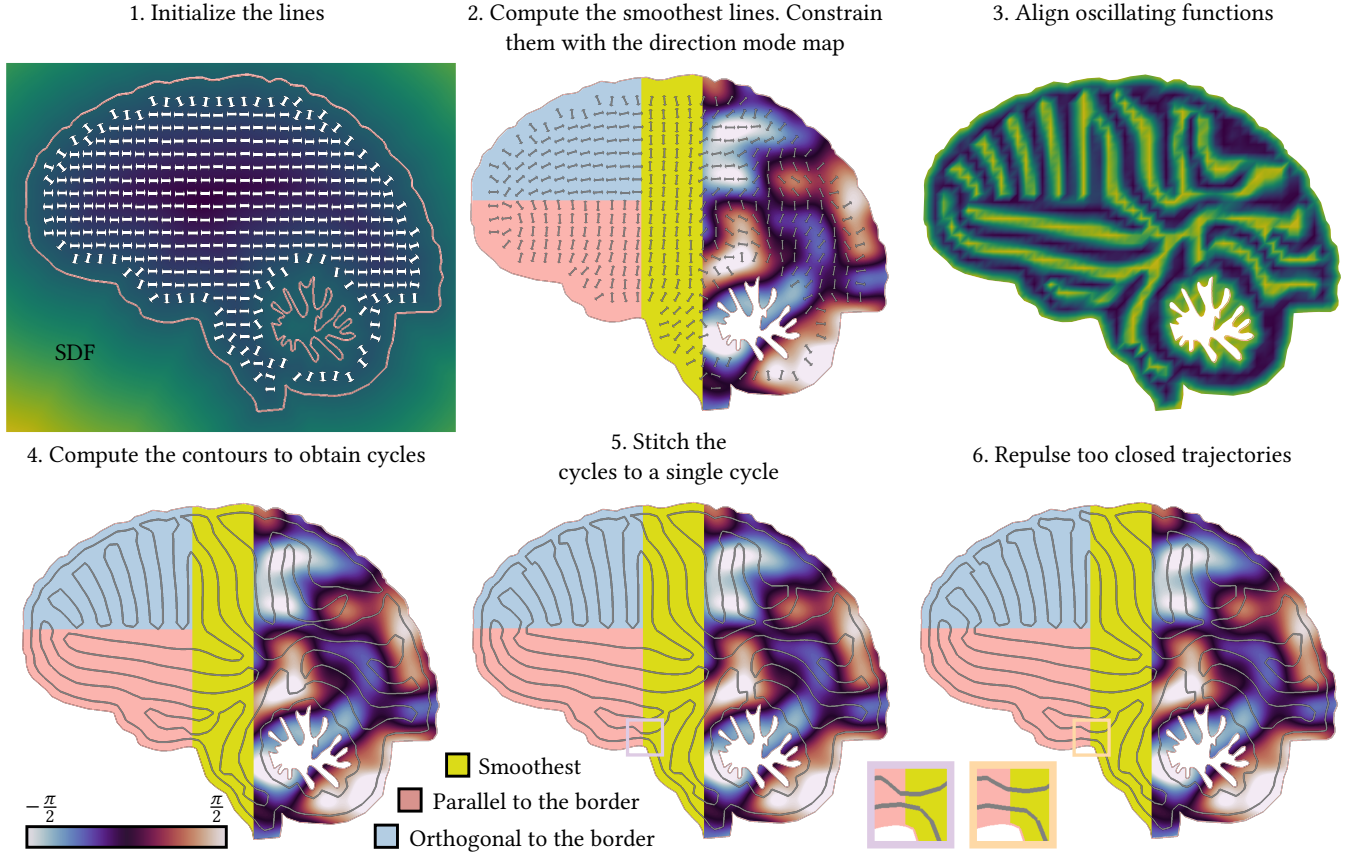 1. Initialize the lines
2. Compute the smoothest lines. Constrain
them with the direction mode map
3. Align oscillating functions
SDF
4. Compute the contours to obtain cycles
5. Stitch the
cycles to a single cycle
6. Repulse too closed trajectories
Smoothest
Parallel to the border
Orthogonal to the border
−π/2
π/2